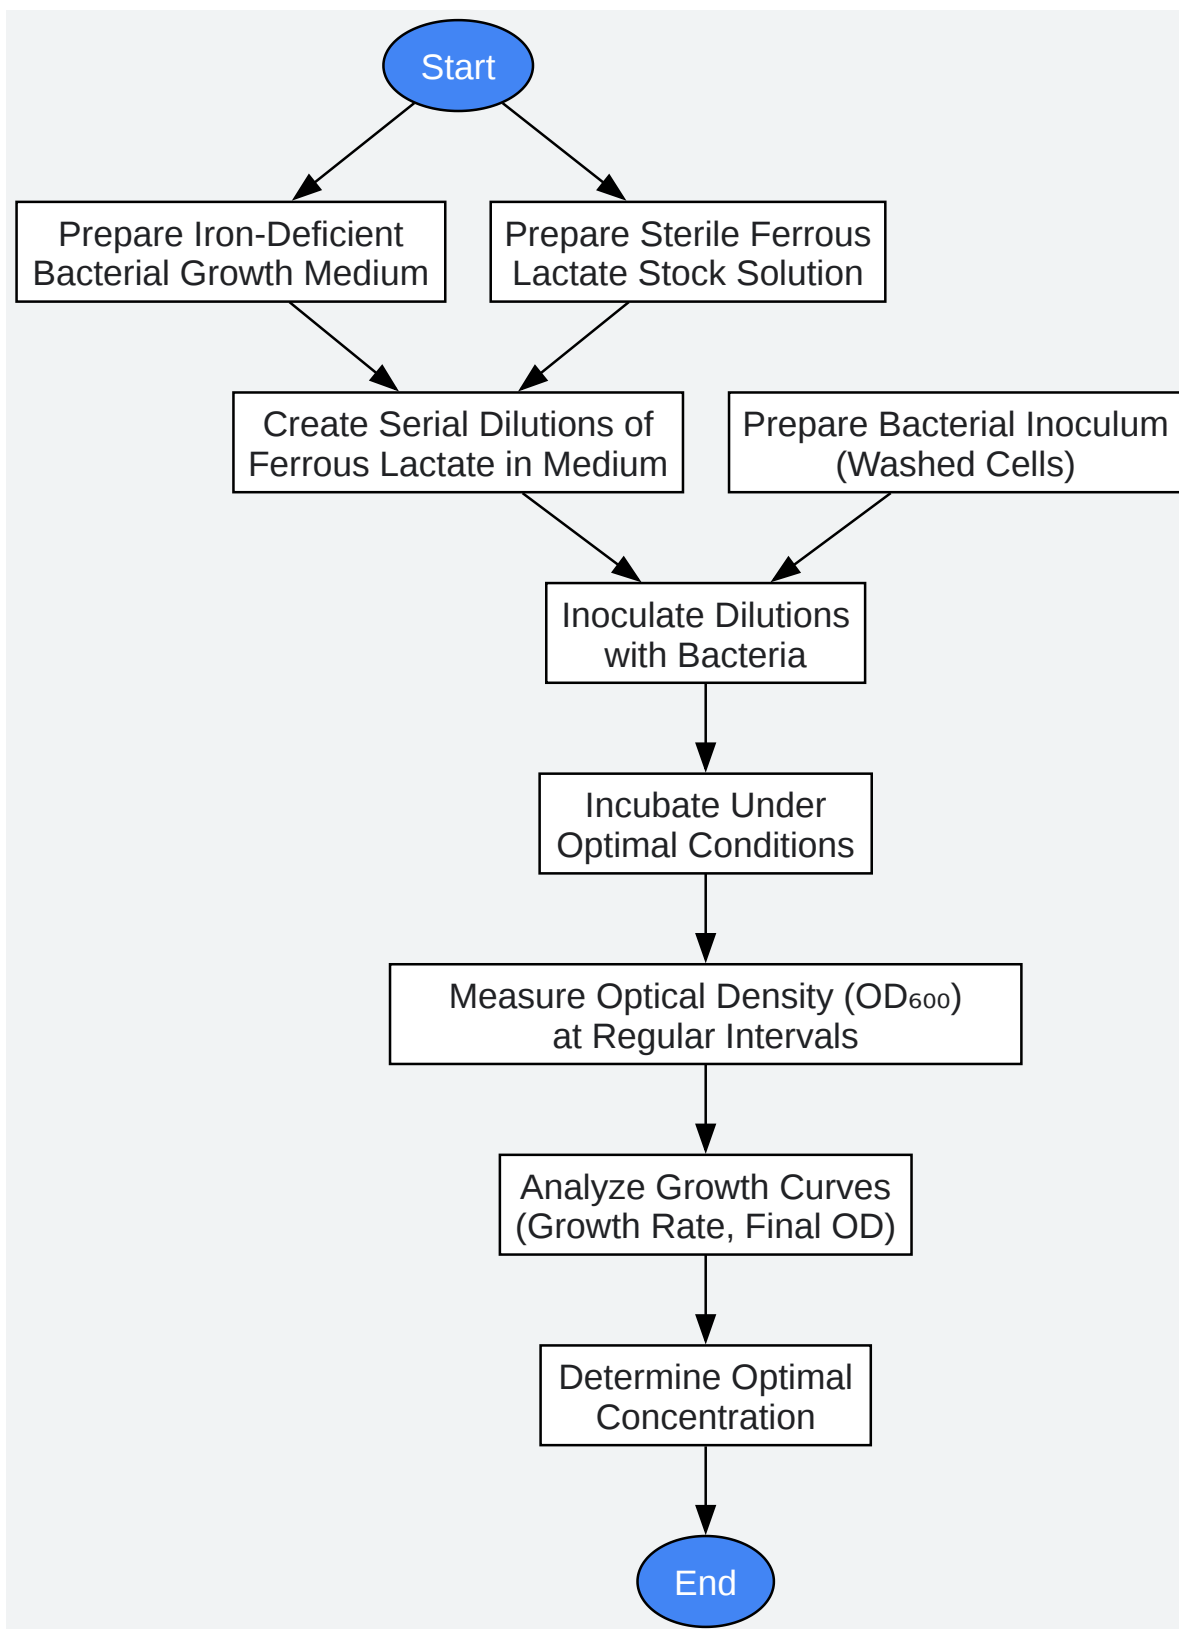 Start
Prepare Iron-Deficient
Bacterial Growth Medium
Prepare Sterile Ferrous
Lactate Stock Solution
Create Serial Dilutions of
Ferrous Lactate in Medium
Prepare Bacterial Inoculum
(Washed Cells)
Inoculate Dilutions
with Bacteria
Incubate Under
Optimal Conditions
Measure Optical Density (OD₆₀₀)
at Regular Intervals
Analyze Growth Curves
(Growth Rate, Final OD)
Determine Optimal
Concentration
End